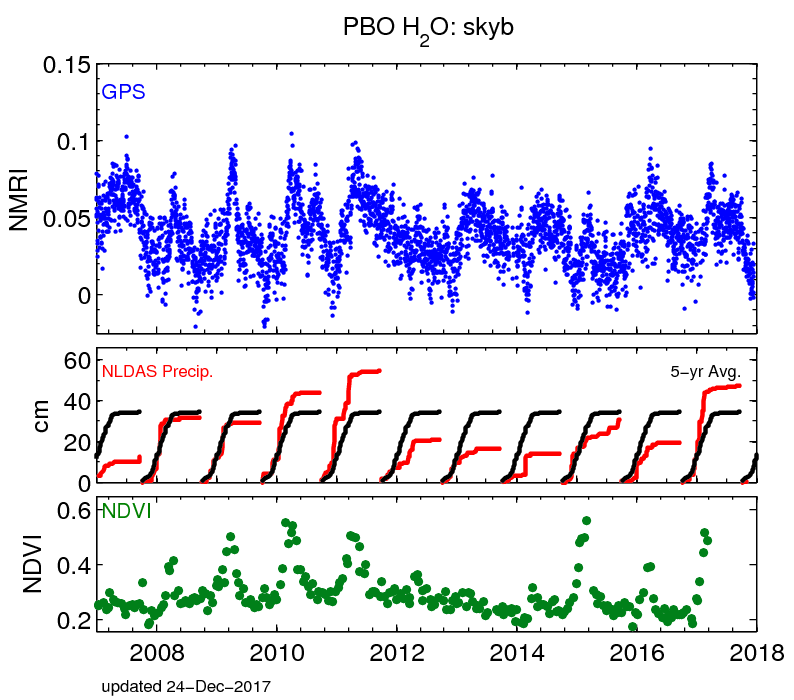 PBO H2O: skyb
0.15
GPS
0.1
NMRI
0.05
0
60
NLDAS Precip.
5-yr Avg.
40
cm
20
0
0.6
NDVI
NDVI
0.4
0.2
2008 2010 2012 2014 2016 2018
updated 24-Dec-2017